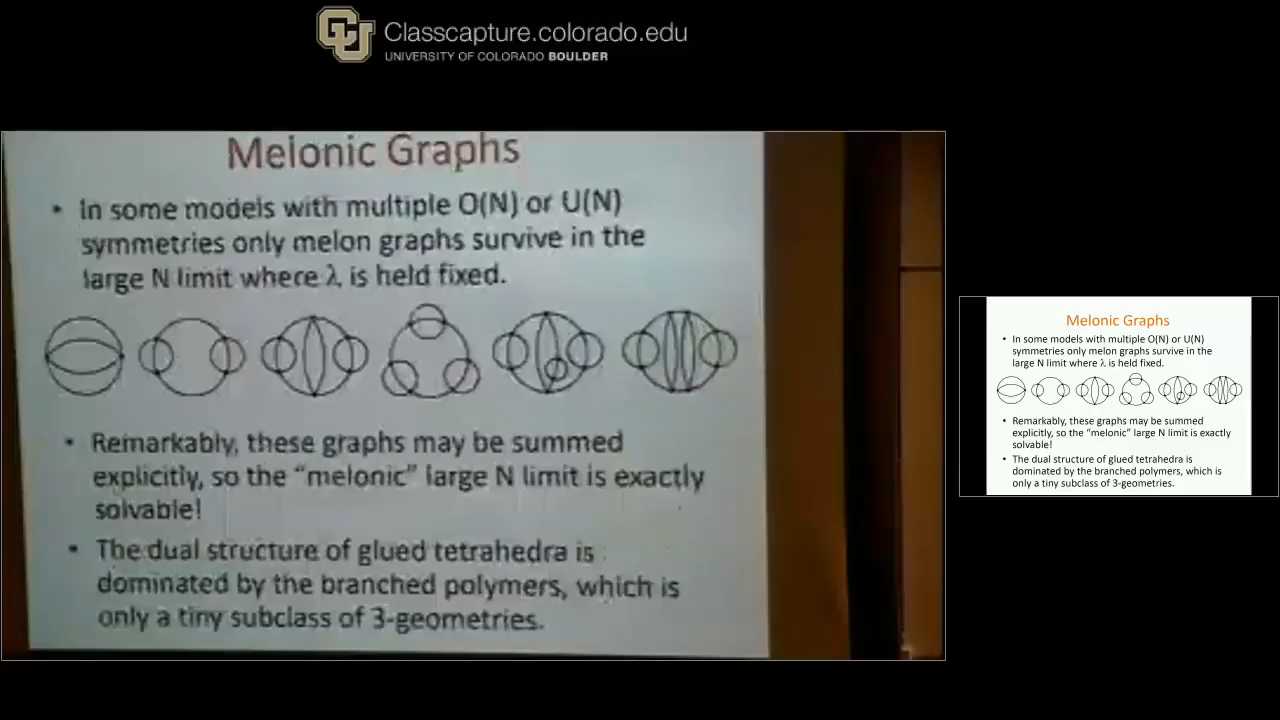 CU
Classcapture.colorado.edu
UNIVERSITY OF COLORADO BOULDER
Melonic Graphs
• In some models with multiple O(N) or U(N)
symmetries only melon graphs survive in the
large N limit where λ is held fixed.
• Remarkably, these graphs may be summed
explicitly, so the “melonic” large N limit is exactly
solvable!
• The dual structure of glued tetrahedra is
dominated by the branched polymers, which is
only a tiny subclass of 3-geometries.
Melonic Graphs
• In some models with multiple O(N) or U(N)
symmetries only melon graphs survive in the
large N limit where λ is held fixed.
• Remarkably, these graphs may be summed
explicitly, so the “melonic” large N limit is exactly
solvable!
• The dual structure of glued tetrahedra is
dominated by the branched polymers, which is
only a tiny subclass of 3-geometries.